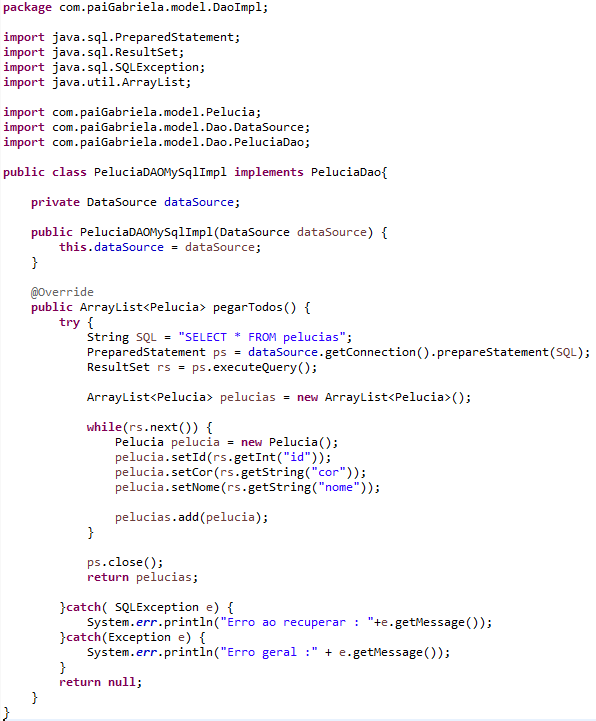 package com.paiGabriela.model.DaoImpl;
import java.sql.PreparedStatement;
import java.sql.ResultSet;
import java.sql.SQLException;
import java.util.ArrayList;
import com.paiGabriela.model.Pelucia;
import com.paiGabriela.model.Dao.DataSource;
import com.paiGabriela.model.Dao.PeluciaDao;
public class PeluciaDAOMySqlImpl implements PeluciaDao{
private DataSource dataSource;
public PeluciaDAOMySqlImpl(DataSource dataSource) {
this.dataSource = dataSource;
}
@Override
public ArrayList<Pelucia> pegarTodos() {
try {
String SQL = "SELECT * FROM pelucias";
PreparedStatement ps = dataSource.getConnection().prepareStatement(SQL);
ResultSet rs = ps.executeQuery();
ArrayList<Pelucia> pelucias = new ArrayList<Pelucia>();
while(rs.next()) {
Pelucia pelucia = new Pelucia();
pelucia.setId(rs.getInt("id"));
pelucia.setCor(rs.getString("cor"));
pelucia.setNome(rs.getString("nome"));
pelucias.add(pelucia);
}
ps.close();
return pelucias;
}catch( SQLException e) {
System.err.println("Erro ao recuperar : "+e.getMessage());
}catch(Exception e) {
System.err.println("Erro geral :" + e.getMessage());
}
return null;
}
}